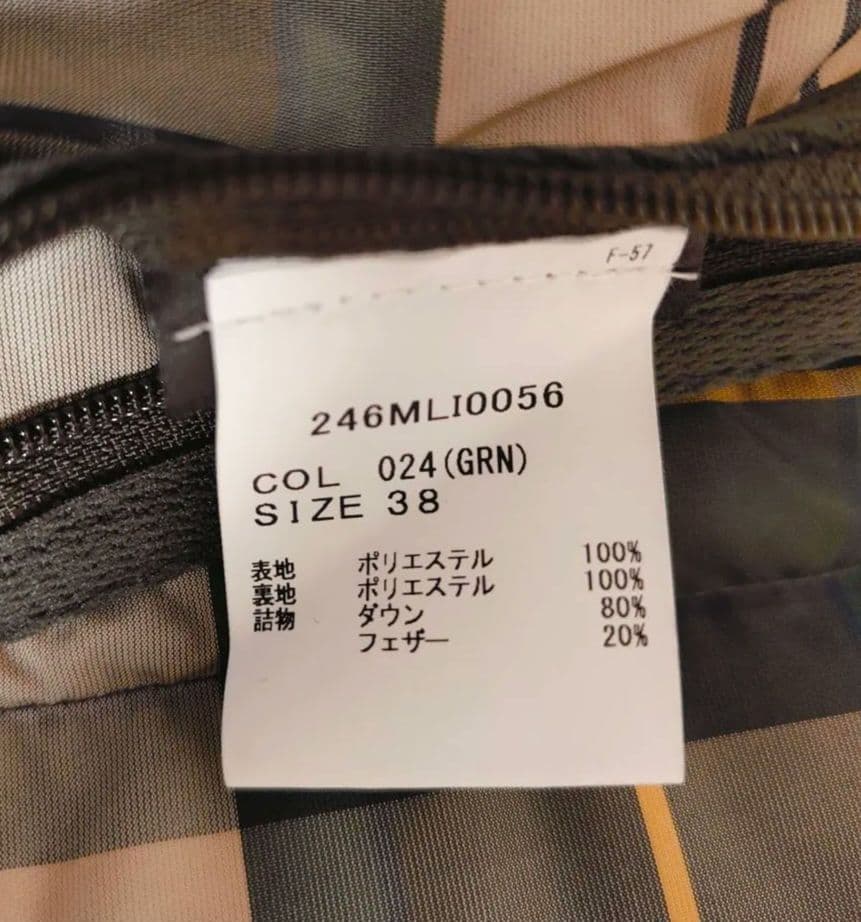 F-57
246MLI0056
COL 024(GRN)
SIZE 38
表地 ポリエステル 100%
裏地 ポリエステル 100%
詰物 ダウン 80%
フェザー 20%